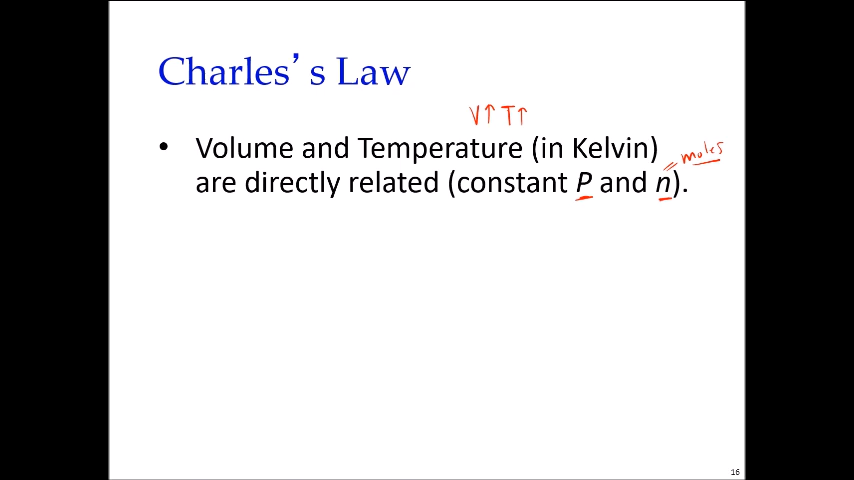 Charles’s Law
V↑ T↑
• Volume and Temperature (in Kelvin)
= moles
are directly related (constant P and n).
16